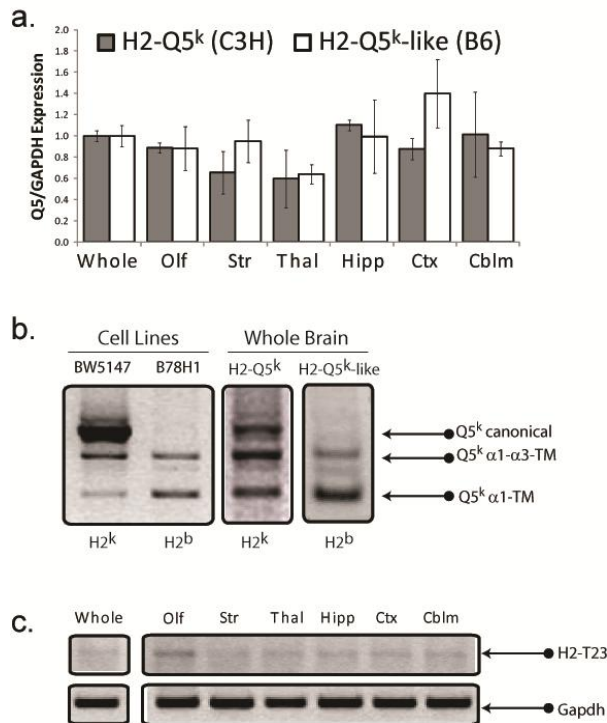 a.
H2-Q5ᵏ (C3H) H2-Q5ᵏ-like (B6)
Q5/GAPDH Expression
2.0
1.8
1.6
1.4
1.2
1.0
0.8
0.6
0.4
0.2
0.0
Whole Olf Str Thal Hipp Ctx Cblm
b.
Cell Lines Whole Brain
BW5147 B78H1 H2-Q5ᵏ H2-Q5ᵏ-like
Q5ᵏ canonical
Q5ᵏ α1-α3-TM
Q5ᵏ α1-TM
H2ᵏ H2ᵇ H2ᵏ H2ᵇ
c.
Whole Olf Str Thal Hipp Ctx Cblm
H2-T23
Gapdh